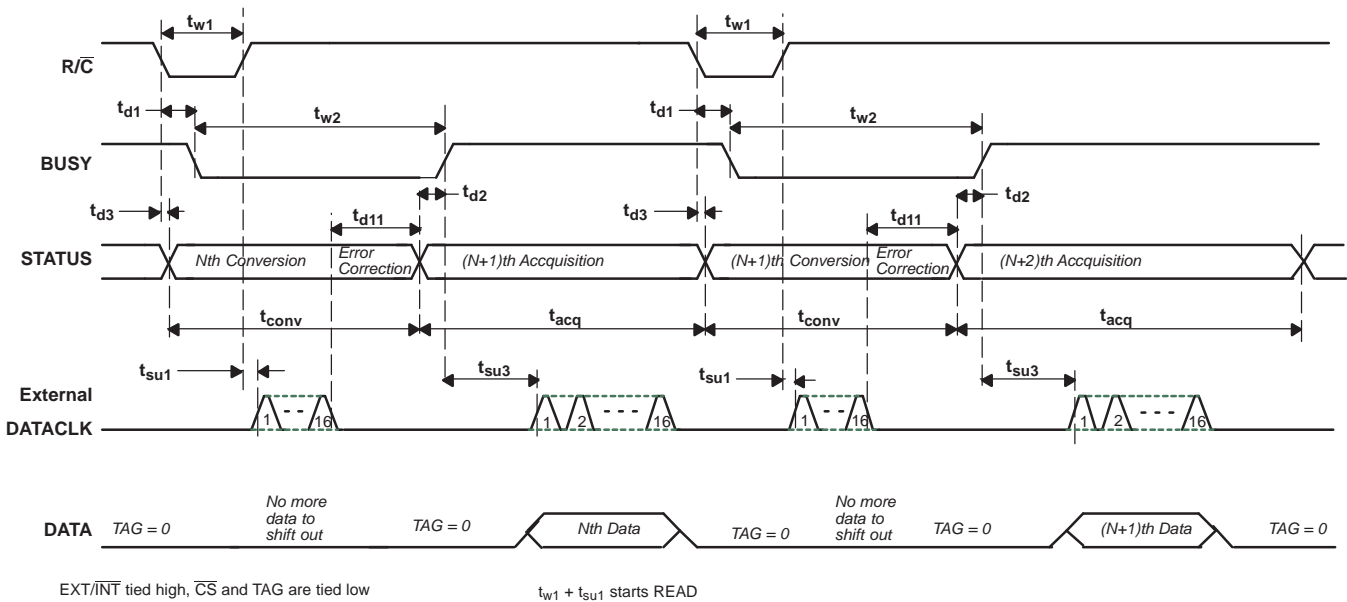 tw1 tw1
R/C̅
td1 tw2 td1 tw2
BUSY
td2 td2
td3 td11 td3 td11
STATUS Nth Conversion Error Correction (N+1)th Accquisition (N+1)th Conversion Error Correction (N+2)th Accquisition
tconv tacq tconv tacq
tsu1 tsu3 tsu1 tsu3
External
DATACLK 1 - - 16 1 2 - - - 16 1 - - 16 1 2 - - - 16
No more No more
data to data to
shift out shift out
DATA TAG = 0 TAG = 0 Nth Data TAG = 0 TAG = 0 (N+1)th Data TAG = 0
EXT/I̅N̅T̅ tied high, C̅S̅ and TAG are tied low tw1 + tsu1 starts READ